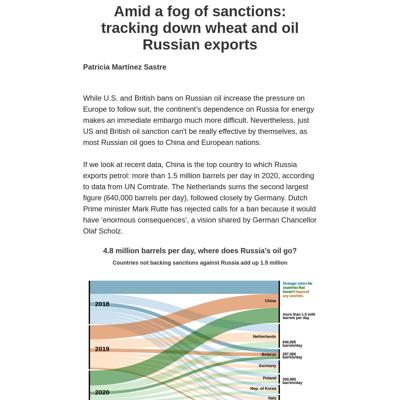 Amid a fog of sanctions:
tracking down wheat and oil
Russian exports
Patricia Martínez Sastre
While U.S. and British bans on Russian oil increase the pressure on
Europe to follow suit, the continent's dependence on Russia for energy
makes an immediate embargo much more difficult. Nevertheless, just
US and British oil sanction can't be really effective by themselves, as
most Russian oil goes to China and European nations.
If we look at recent data, China is the top country to which Russia
exports petrol: more than 1.5 million barrels per day in 2020, according
to data from UN Comtrate. The Netherlands sums the second largest
figure (640,000 barrels per day), followed closely by Germany. Dutch
Prime minister Mark Rutte has rejected calls for a ban because it would
have 'enormous consequences', a vision shared by German Chancellor
Olaf Scholz.
4.8 million barrels per day, where does Russia's oil go?
Countries not backing sanctions against Russia add up 1.9 million
Stronger colors for
countries that
haven't imposed
any sanction.
2018
China
more than 1.5 mild
barrels per day
Netherlands
640,000
barrels/day
2019
Belarus
287,000
barrels/day
Germany
Poland
300,000
barrels/day
Rep. of Korea
2020
Italy